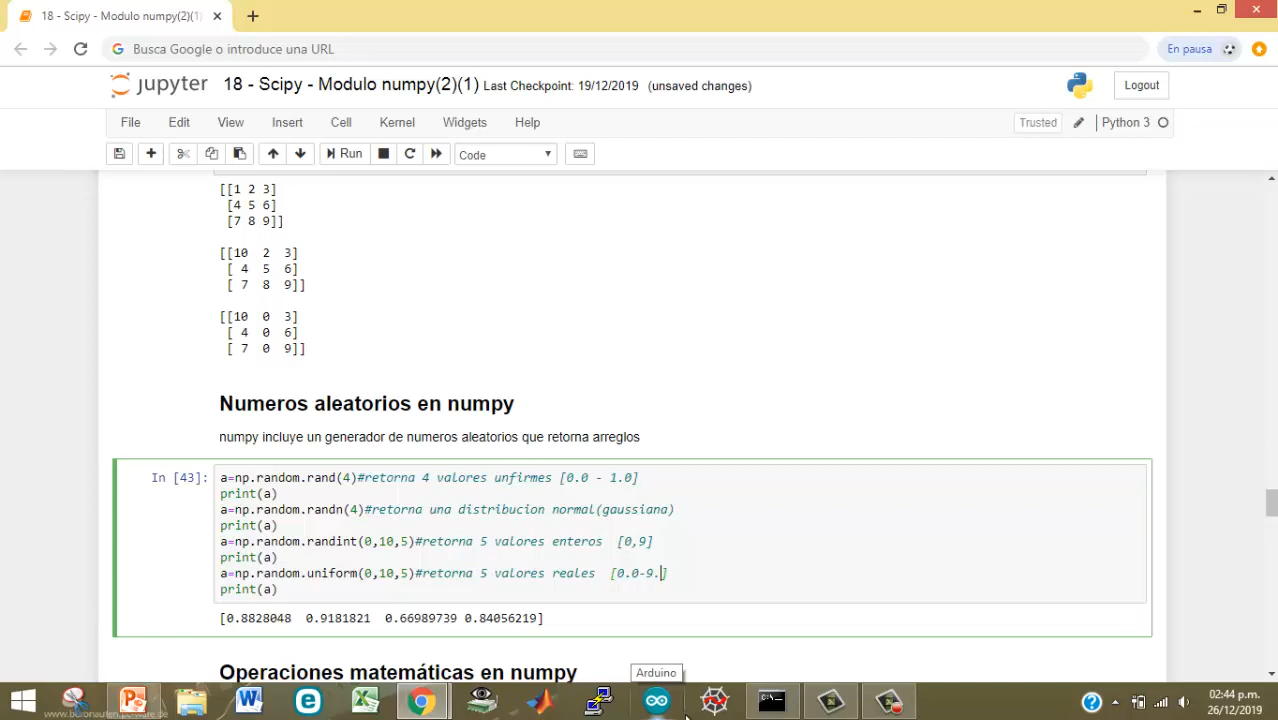 18 - Scipy - Modulo numpy(2)(1)
Busca Google o introduce una URL
En pausa
jupyter 18 - Scipy - Modulo numpy(2)(1) Last Checkpoint: 19/12/2019 (unsaved changes)
Logout
File Edit View Insert Cell Kernel Widgets Help
Trusted Python 3
Run Code
[[1 2 3]
[4 5 6]
[7 8 9]]
[[10 2 3]
[ 4 5 6]
[ 7 8 9]]
[[10 0 3]
[ 4 0 6]
[ 7 0 9]]
Numeros aleatorios en numpy
numpy incluye un generador de numeros aleatorios que retorna arreglos
In [43]: a=np.random.rand(4)#retorna 4 valores unfirmes [0.0 - 1.0]
print(a)
a=np.random.randn(4)#retorna una distribucion normal(gaussiana)
print(a)
a=np.random.randint(0,10,5)#retorna 5 valores enteros [0,9]
print(a)
a=np.random.uniform(0,10,5)#retorna 5 valores reales [0.0-9.]
print(a)
[0.8828048 0.9181821 0.66989739 0.84056219]
Operaciones matemáticas en numpy
Arduino
02:44 p.m.
26/12/2019